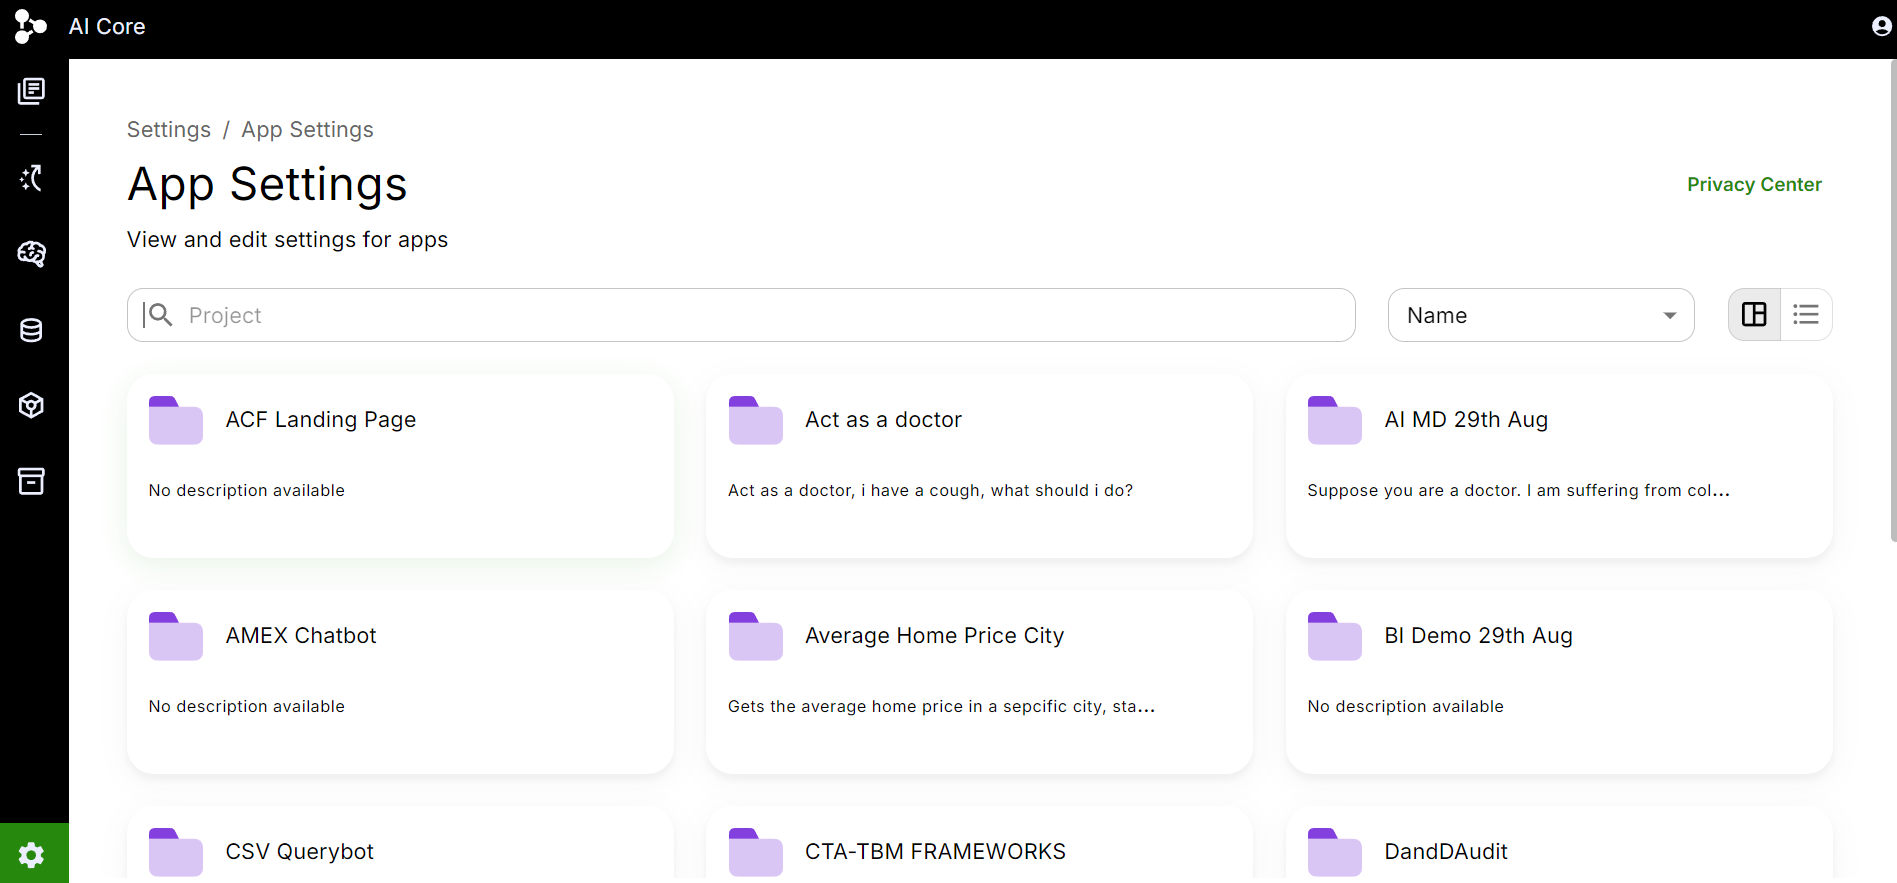 AI Core
Settings / App Settings
App Settings
Privacy Center
View and edit settings for apps
Project
Name
ACF Landing Page
No description available
Act as a doctor
Act as a doctor, i have a cough, what should i do?
AI MD 29th Aug
Suppose you are a doctor. I am suffering from col...
AMEX Chatbot
No description available
Average Home Price City
Gets the average home price in a sepcific city, sta...
BI Demo 29th Aug
No description available
CSV Querybot
CTA-TBM FRAMEWORKS
DandDAudit